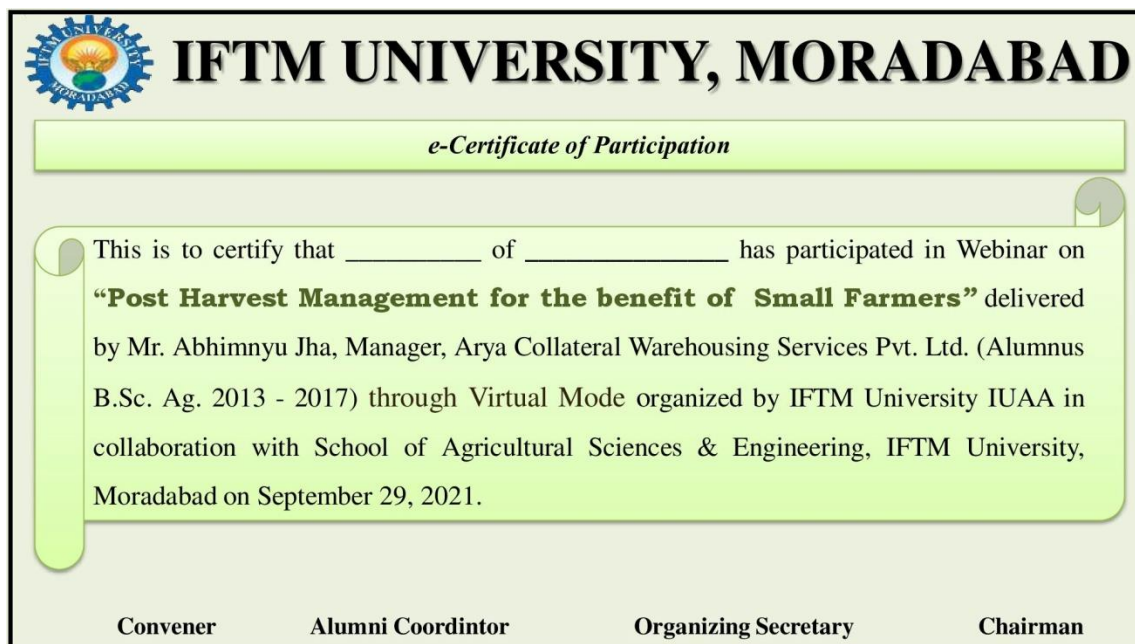 IFTM UNIVERSITY
MORADABAD
IFTM UNIVERSITY, MORADABAD
e-Certificate of Participation
This is to certify that __________ of _______________ has participated in Webinar on
“Post Harvest Management for the benefit of Small Farmers” delivered
by Mr. Abhimnyu Jha, Manager, Arya Collateral Warehousing Services Pvt. Ltd. (Alumnus
B.Sc. Ag. 2013 - 2017) through Virtual Mode organized by IFTM University IUAA in
collaboration with School of Agricultural Sciences & Engineering, IFTM University,
Moradabad on September 29, 2021.
Convener Alumni Coordintor Organizing Secretary Chairman